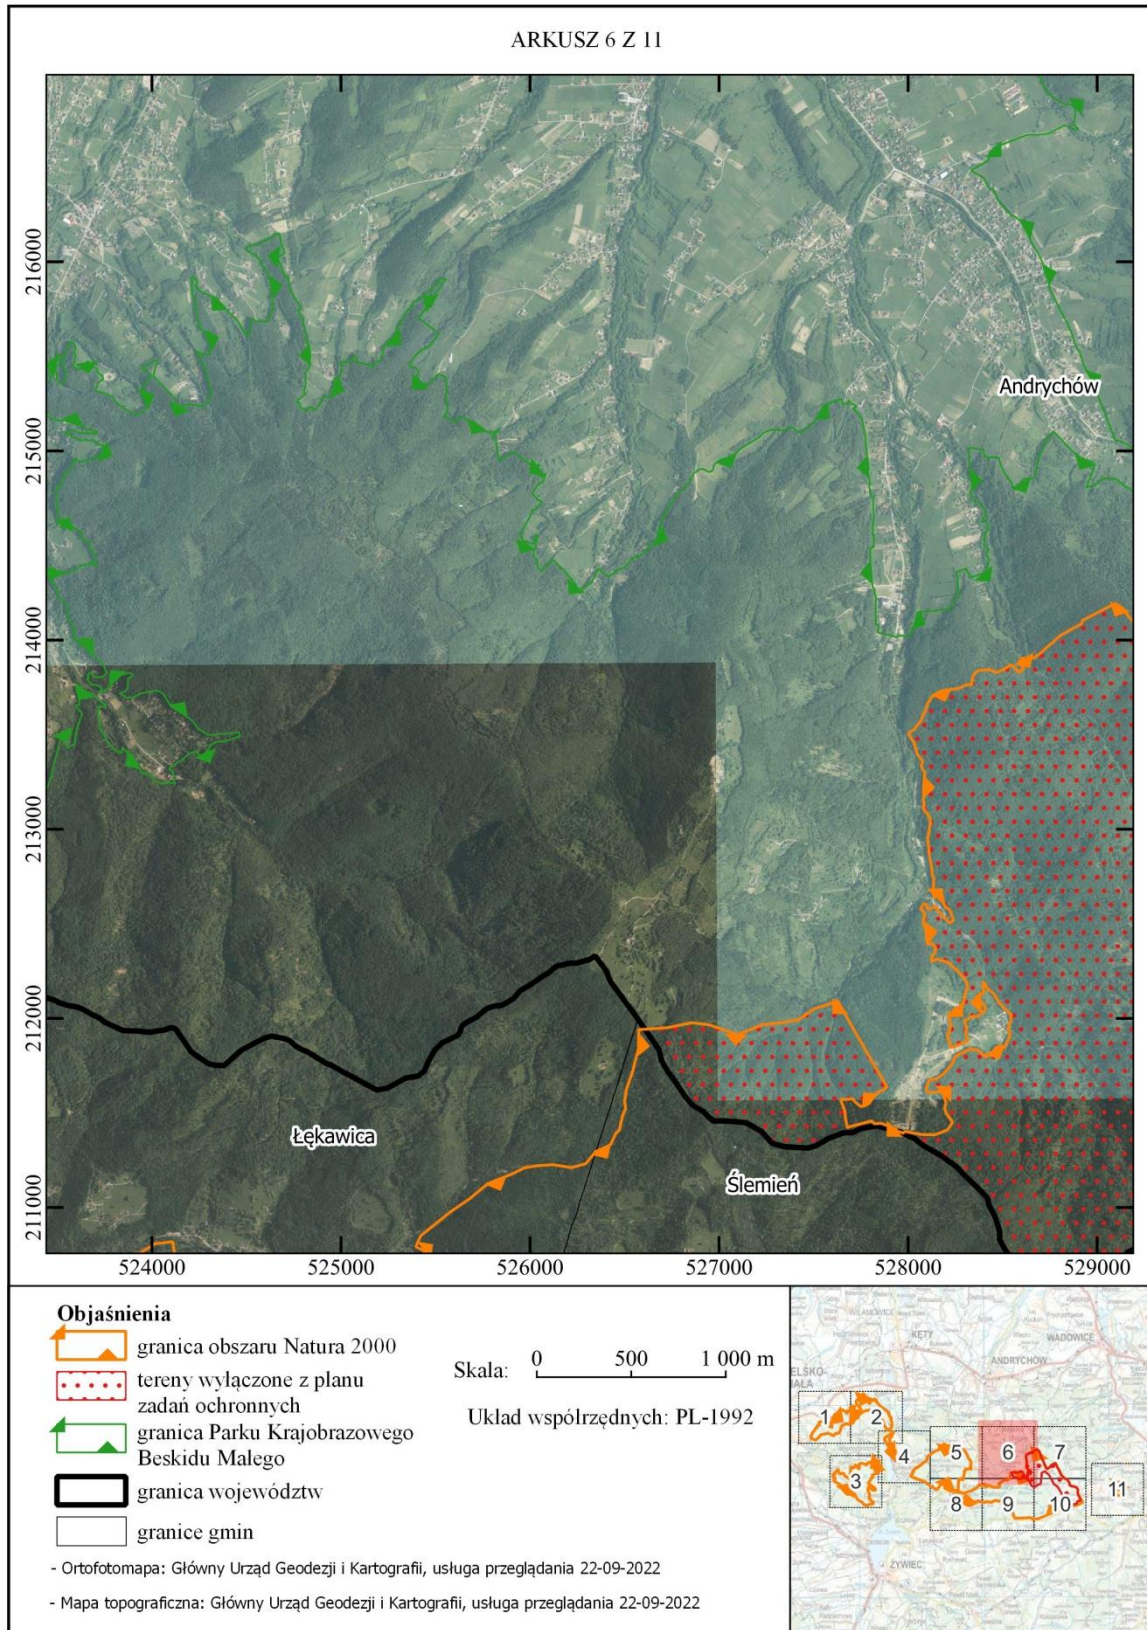 ARKUSZ 6 Z 11
216000
215000
214000
213000
212000
211000
Andrychów
Łękawica
Ślemień
524000
525000
526000
527000
528000
529000
Objaśnienia
granica obszaru Natura 2000
tereny wyłączone z planu
zadań ochronnych
granica Parku Krajobrazowego
Beskidu Małego
granica województw
granice gmin
Skala: 0 500 1 000 m
Układ współrzędnych: PL-1992
- Ortofotomapa: Główny Urząd Geodezji i Kartografii, usługa przeglądania 22-09-2022
- Mapa topograficzna: Główny Urząd Geodezji i Kartografii, usługa przeglądania 22-09-2022
WILAMOWICE
KĘTY
WADOWICE
ANDRYCHÓW
1
2
3
4
5
6
7
8
9
10
11
ŻYWIEC